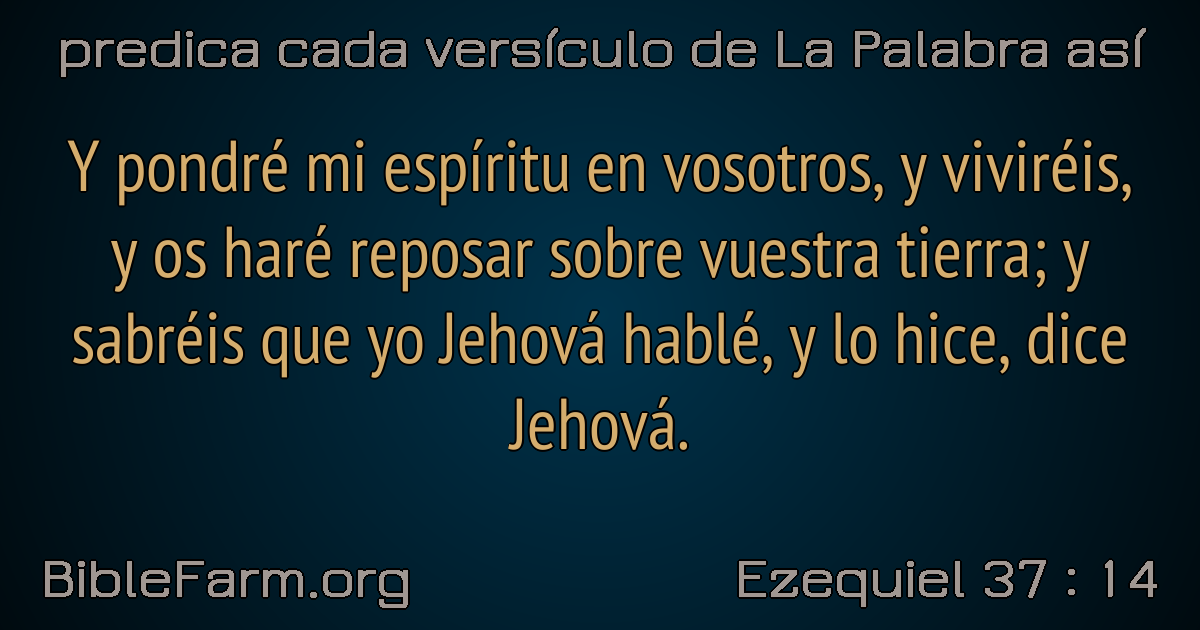 predica cada versículo de La Palabra así
Y pondré mi espíritu en vosotros, y viviréis,
y os haré reposar sobre vuestra tierra; y
sabréis que yo Jehová hablé, y lo hice, dice
Jehová.
BibleFarm.org
Ezequiel 37 : 14